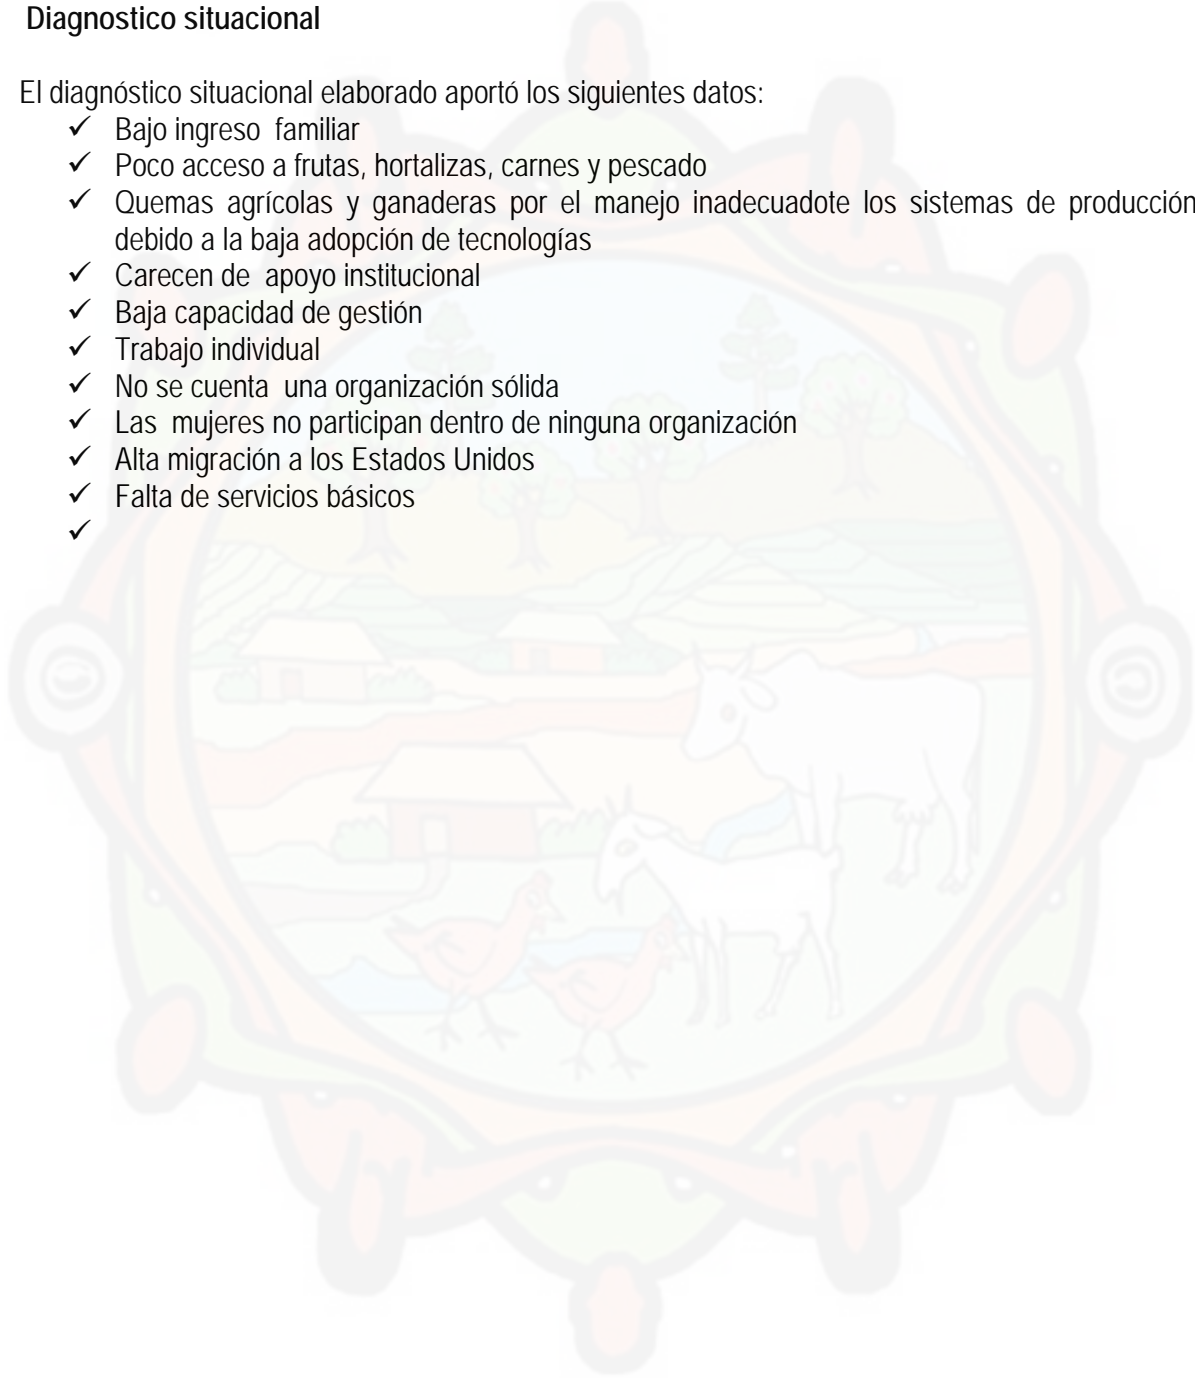 Diagnostico situacional
El diagnóstico situacional elaborado aportó los siguientes datos:
✓ Bajo ingreso familiar
✓ Poco acceso a frutas, hortalizas, carnes y pescado
✓ Quemas agrícolas y ganaderas por el manejo inadecuadote los sistemas de producción
debido a la baja adopción de tecnologías
✓ Carecen de apoyo institucional
✓ Baja capacidad de gestión
✓ Trabajo individual
✓ No se cuenta una organización sólida
✓ Las mujeres no participan dentro de ninguna organización
✓ Alta migración a los Estados Unidos
✓ Falta de servicios básicos
✓